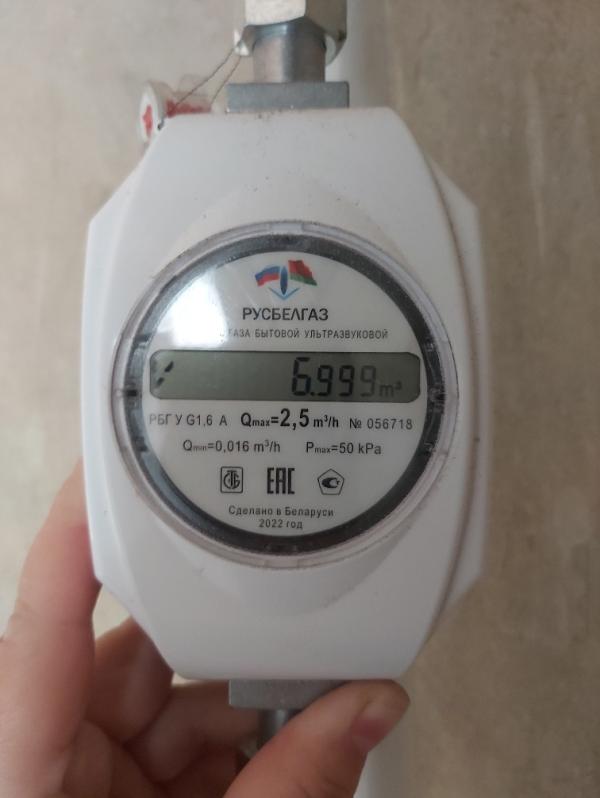 РУСБЕЛГАЗ
ГАЗА БЫТОВОЙ УЛЬТРАЗВУКОВОЙ
6.999 m³
РБГ У G1,6 А Qmax=2,5 m³/h № 056718
Qmin=0,016 m³/h Pmax=50 kPa
СТБ ЕАС
Сделано в Беларуси
2022 год